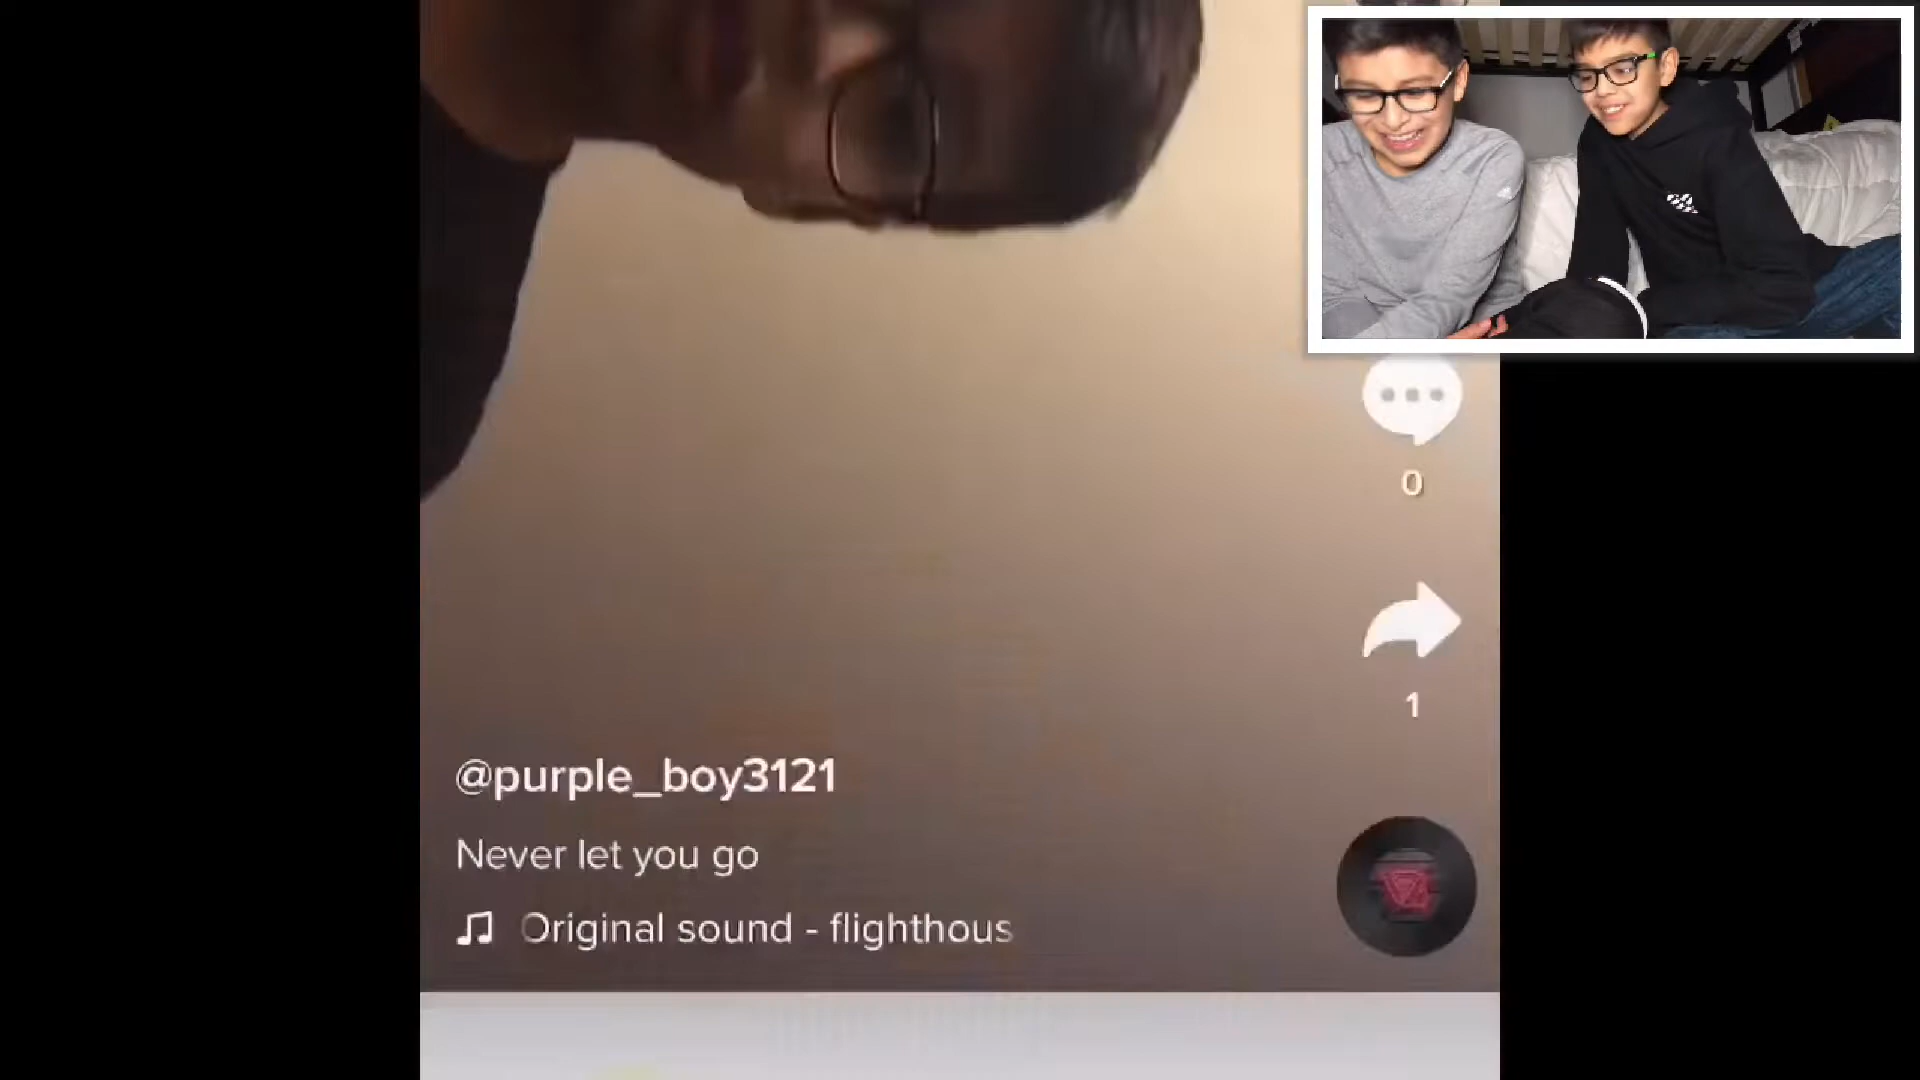 0
1
@purple_boy3121
Never let you go
Original sound - flighthous